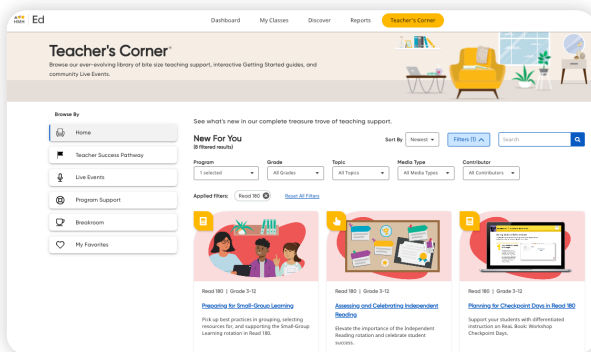 HMH Ed
Dashboard My Classes Discover Reports Teacher's Corner
Teacher's Corner
Browse our ever-evolving library of bite size teaching support, interactive Getting Started guides, and
community Live Events.
Browse By
Home
Teacher Success Pathway
Live Events
Program Support
Breakroom
My Favorites
See what's new in our complete treasure trove of teaching support.
New For You
(8 filtered results)
Sort By Newest Filters (1) Search
Program Grade Topic Media Type Contributor
1 selected All Grades All Topics All Media Types All Contributors
Applied Filters: Read 180 Reset All Filters
Read 180 | Grade 3-12
Preparing for Small-Group Learning
Pick up best practices in grouping, selecting
resources for, and supporting the Small-Group
Learning rotation in Read 180.
Read 180 | Grade 3-12
Assessing and Celebrating Independent
Reading
Elevate the importance of the Independent
Reading rotation and celebrate student
success.
Read 180 | Grade 3-12
Planning for Checkpoint Days in Read 180
Support your students with differentiated
instruction on ReaL Book: Workshop
Checkpoint Days.